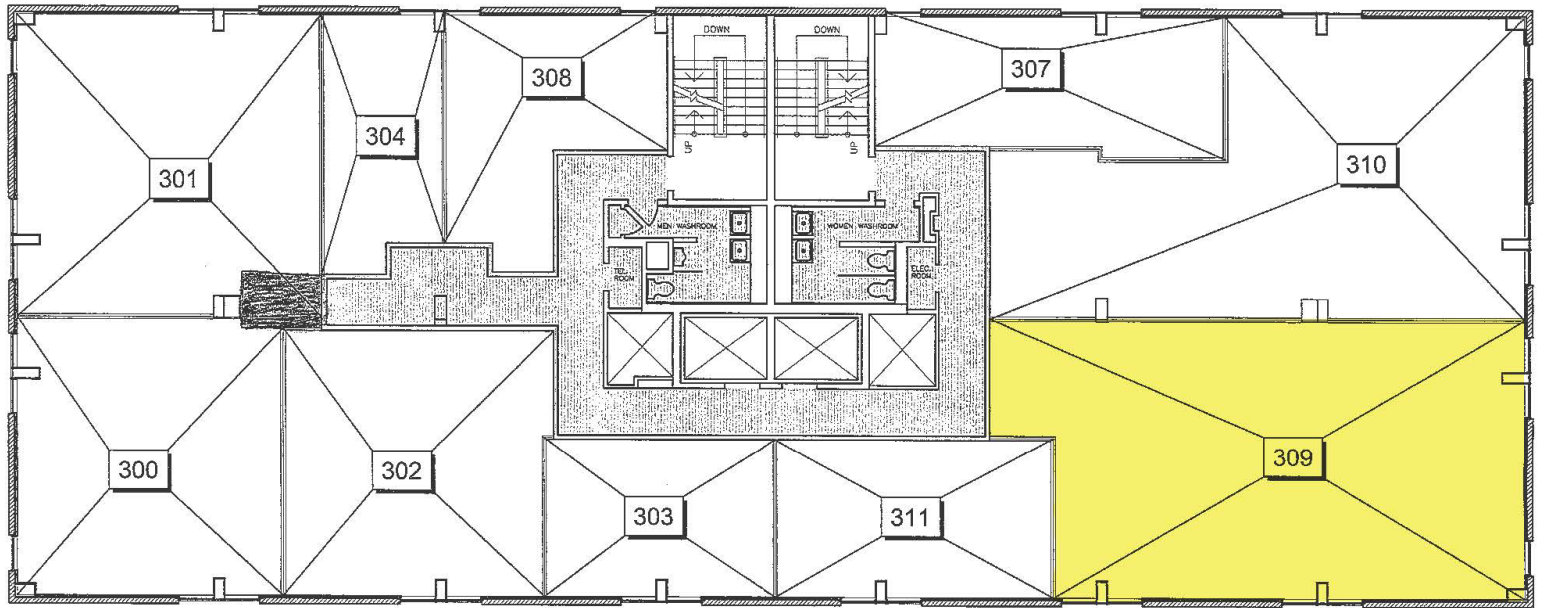 DOWN
DOWN
308
307
304
UP
UP
301
310
MEN WASHROOM
WOMEN WASHROOM
TEL.
ROOM
ELEC.
ROOM
300
302
309
303
311